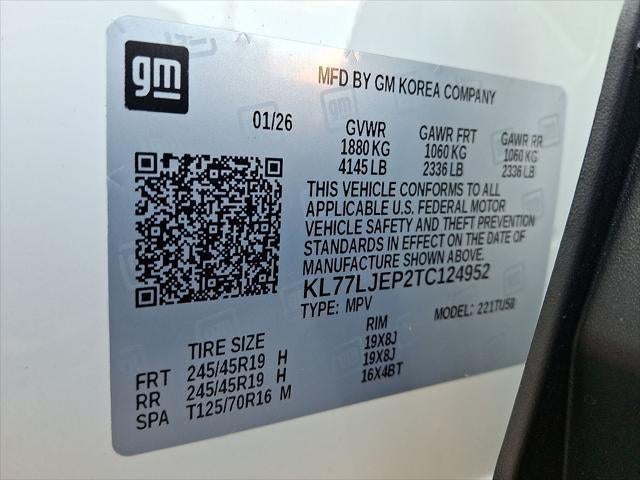 gm
MFD BY GM KOREA COMPANY
01/26 GVWR GAWR FRT GAWR RR
1880 KG 1060 KG 1060 KG
4145 LB 2336 LB 2336 LB
THIS VEHICLE CONFORMS TO ALL
APPLICABLE U.S. FEDERAL MOTOR
VEHICLE SAFETY AND THEFT PREVENTION
STANDARDS IN EFFECT ON THE DATE OF
MANUFACTURE SHOWN ABOVE.
KL77LJEP2TC124952
TYPE: MPV MODEL: 221TU58
TIRE SIZE RIM
FRT 245/45R19 H 19X8J
RR 245/45R19 H 19X8J
SPA T125/70R16 M 16X4BT